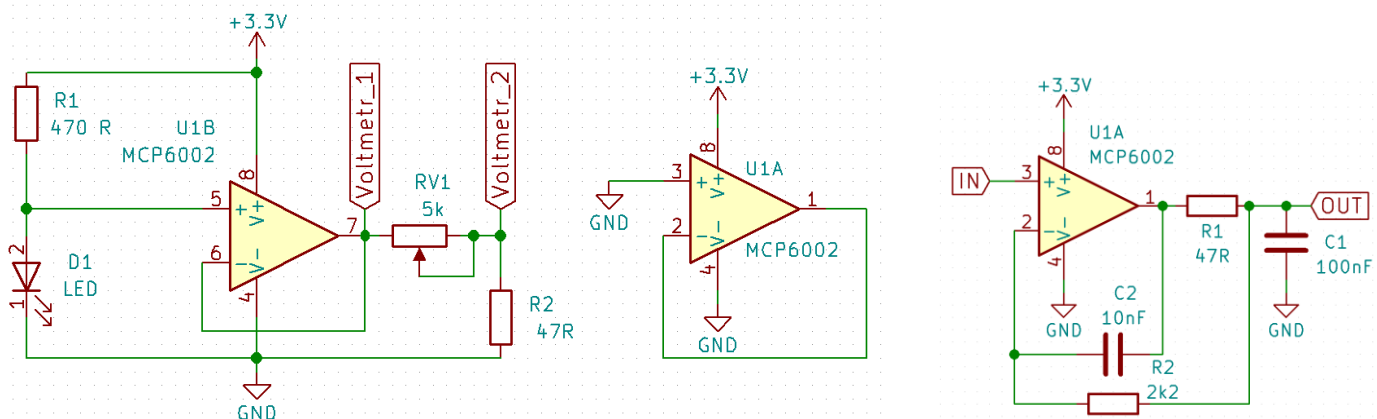 +3.3V
R1
470 R
U1B
MCP6002
8
5
+
V+
6
-
V-
7
4
2
1
D1
LED
GND
Voltmetr_1
Voltmetr_2
RV1
5k
R2
47R
+3.3V
8
U1A
3
+
V+
GND
2
-
V-
1
MCP6002
4
GND
+3.3V
U1A
MCP6002
8
IN
3
+
V+
2
-
V-
1
4
GND
R1
47R
OUT
C1
100nF
GND
C2
10nF
R2
2k2